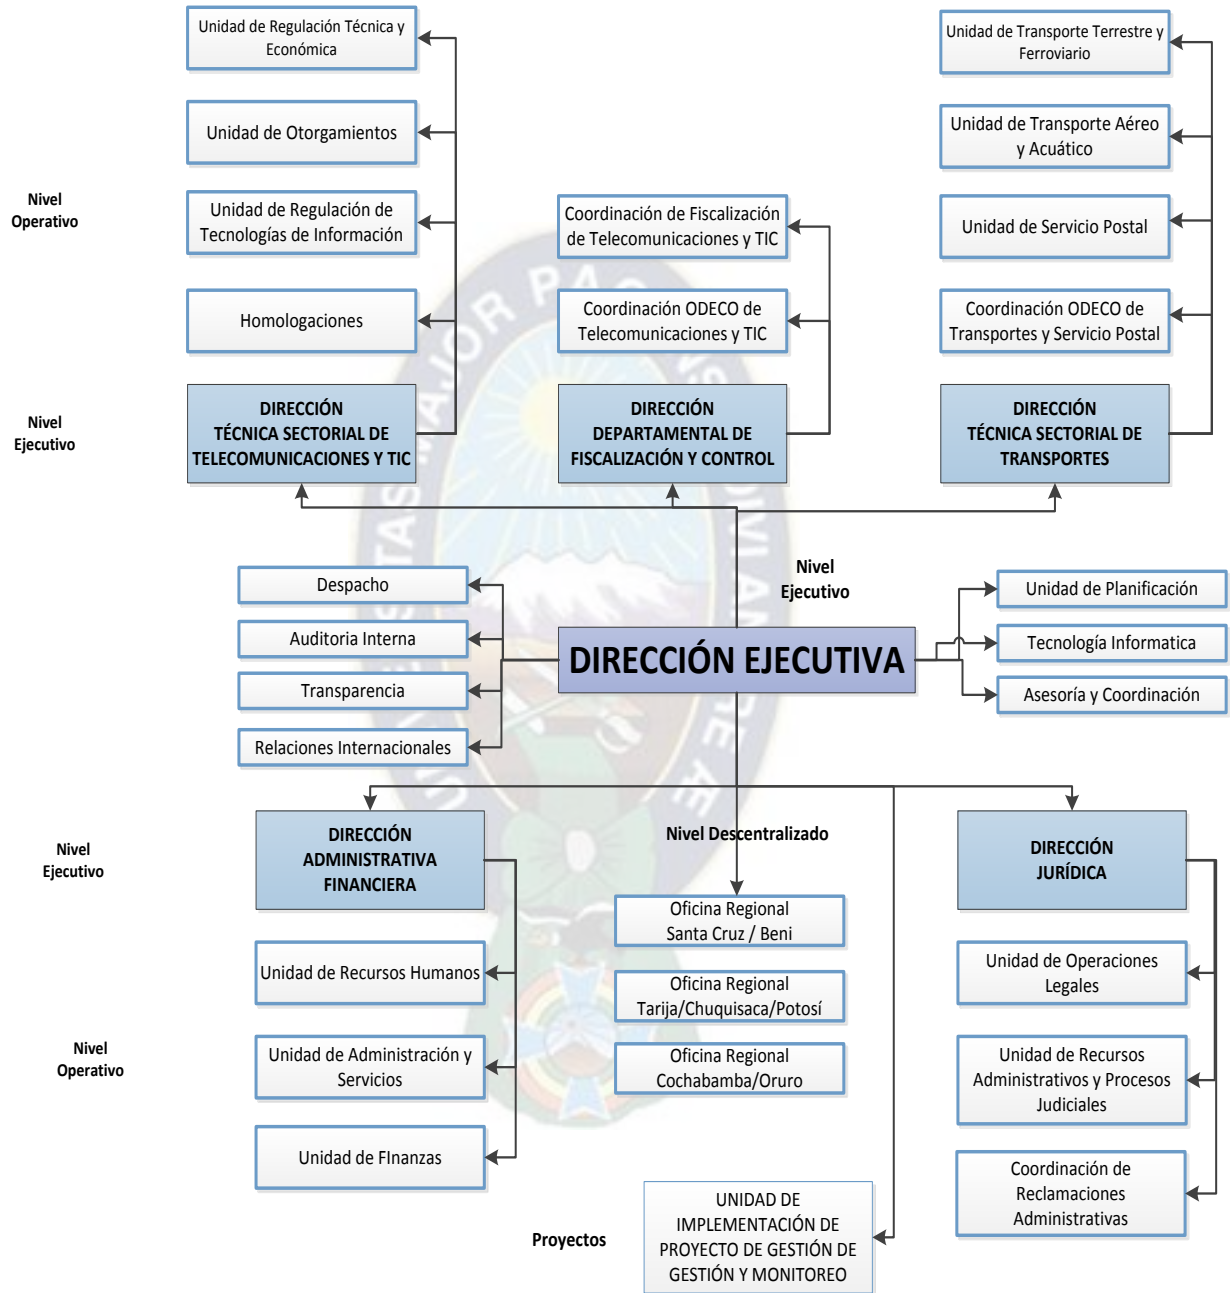 Unidad de Regulación Técnica y
Económica
Unidad de Otorgamientos
Unidad de Regulación de
Tecnologías de Información
Homologaciones
DIRECCIÓN
TÉCNICA SECTORIAL DE
TELECOMUNICACIONES Y TIC
Nivel
Operativo
Nivel
Ejecutivo
Coordinación de Fiscalización
de Telecomunicaciones y TIC
Coordinación ODECO de
Telecomunicaciones y TIC
DIRECCIÓN
DEPARTAMENTAL DE
FISCALIZACIÓN Y CONTROL
Unidad de Transporte Terrestre y
Ferroviario
Unidad de Transporte Aéreo
y Acuático
Unidad de Servicio Postal
Coordinación ODECO de
Transportes y Servicio Postal
DIRECCIÓN
TÉCNICA SECTORIAL DE
TRANSPORTES
Despacho
Auditoria Interna
Transparencia
Relaciones Internacionales
Nivel
Ejecutivo
DIRECCIÓN EJECUTIVA
Unidad de Planificación
Tecnología Informatica
Asesoría y Coordinación
Nivel
Ejecutivo
DIRECCIÓN
ADMINISTRATIVA
FINANCIERA
Nivel
Operativo
Unidad de Recursos Humanos
Unidad de Administración y
Servicios
Unidad de FInanzas
Nivel Descentralizado
Oficina Regional
Santa Cruz / Beni
Oficina Regional
Tarija/Chuquisaca/Potosí
Oficina Regional
Cochabamba/Oruro
DIRECCIÓN
JURÍDICA
Unidad de Operaciones
Legales
Unidad de Recursos
Administrativos y Procesos
Judiciales
Coordinación de
Reclamaciones
Administrativas
Proyectos
UNIDAD DE
IMPLEMENTACIÓN DE
PROYECTO DE GESTIÓN DE
GESTIÓN Y MONITOREO